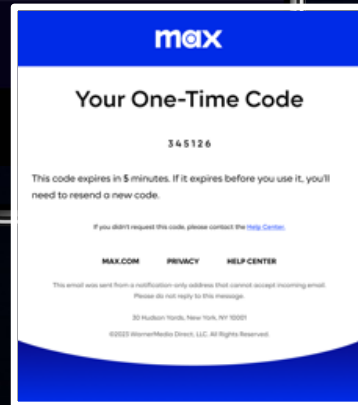 max
Your One-Time Code
345126
This code expires in 5 minutes. If it expires before you use it, you'll
need to resend a new code.
If you didn't request this code, please contact the Help Center.
MAX.COM PRIVACY HELP CENTER
This email was sent from a notification-only address that cannot accept incoming email.
Please do not reply to this message.
30 Hudson Yards, New York, NY 10001
©2023 WarnerMedia Direct, LLC. All Rights Reserved.